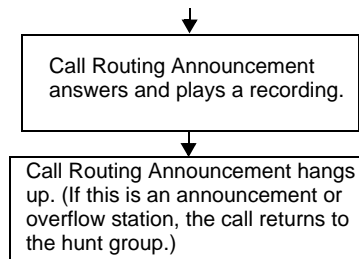 Call Routing Announcement
answers and plays a recording.
Call Routing Announcement hangs
up. (If this is an announcement or
overflow station, the call returns to
the hunt group.)